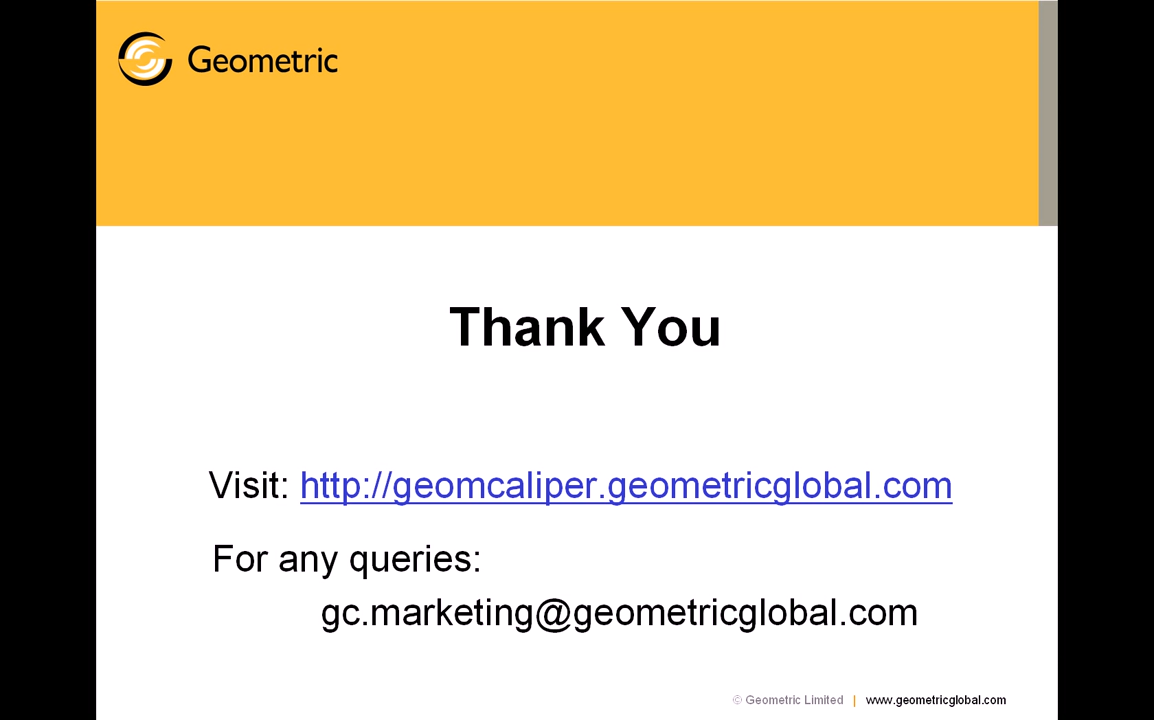 Geometric
Thank You
Visit: http://geomcaliper.geometricglobal.com
For any queries:
gc.marketing@geometricglobal.com
© Geometric Limited | www.geometricglobal.com